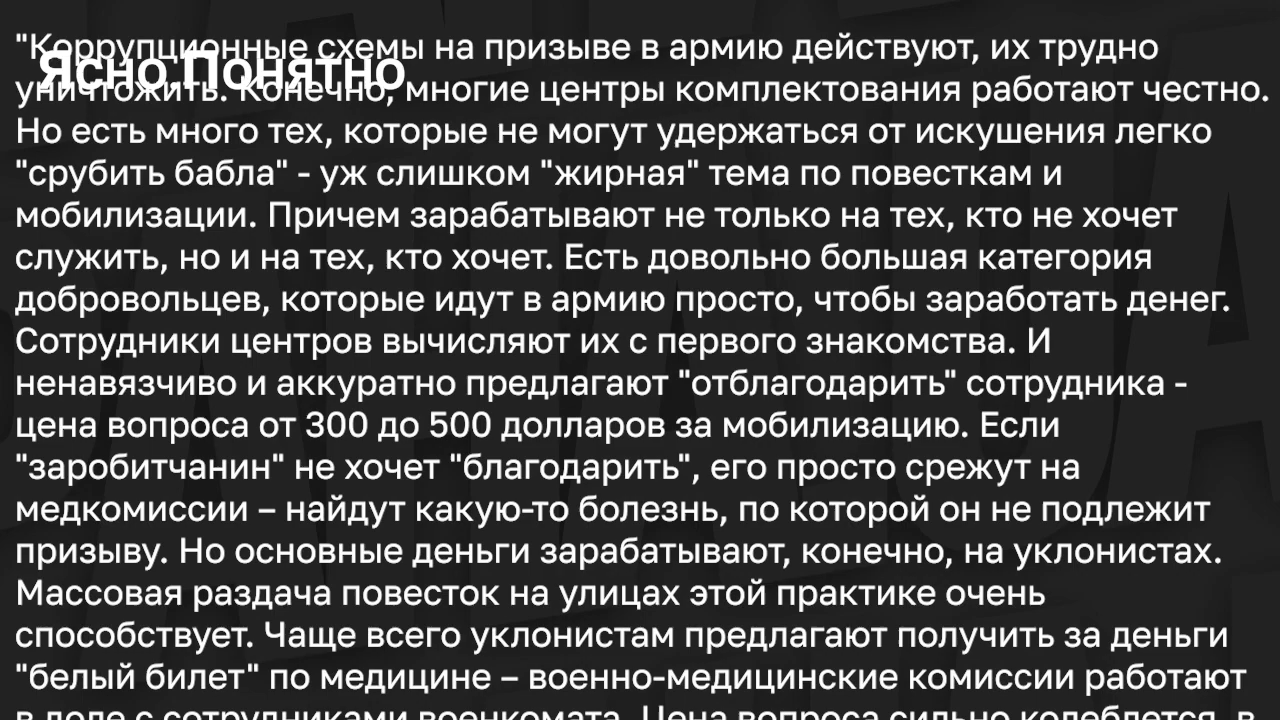 "Коррупционные схемы на призыве в армию действуют, их трудно
Ясно Понятно
уничтожить. Конечно, многие центры комплектования работают честно.
Но есть много тех, которые не могут удержаться от искушения легко
"срубить бабла" - уж слишком "жирная" тема по повесткам и
мобилизации. Причем зарабатывают не только на тех, кто не хочет
служить, но и на тех, кто хочет. Есть довольно большая категория
добровольцев, которые идут в армию просто, чтобы заработать денег.
Сотрудники центров вычисляют их с первого знакомства. И
ненавязчиво и аккуратно предлагают "отблагодарить" сотрудника -
цена вопроса от 300 до 500 долларов за мобилизацию. Если
"заробитчанин" не хочет "благодарить", его просто срежут на
медкомиссии – найдут какую-то болезнь, по которой он не подлежит
призыву. Но основные деньги зарабатывают, конечно, на уклонистах.
Массовая раздача повесток на улицах этой практике очень
способствует. Чаще всего уклонистам предлагают получить за деньги
"белый билет" по медицине – военно-медицинские комиссии работают
в доле с сотрудниками военкомата. Цена вопроса сильно колеблется, в